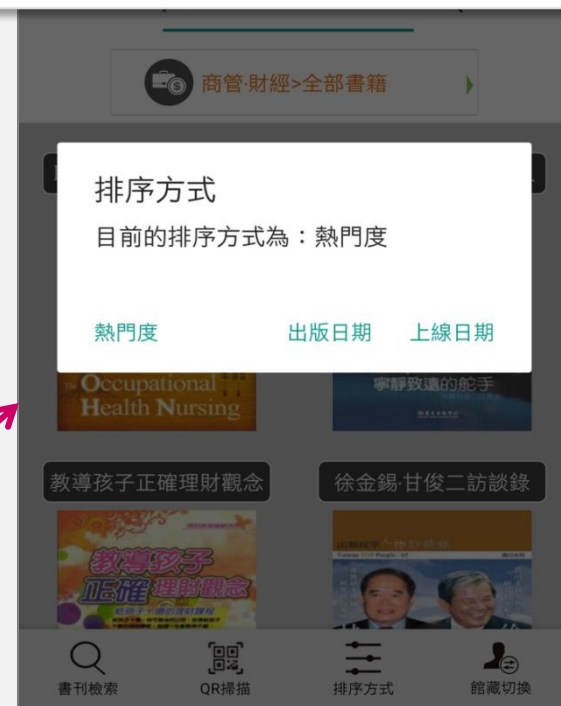 商管·財經>全部書籍
排序方式
目前的排序方式為：熱門度
熱門度 出版日期 上線日期
The Occupational
Health Nursing
寧靜致遠的舵手
教導孩子正確理財觀念
徐金錫·甘俊二訪談錄
教導孩子
正確理財觀念
Taiwan TOP People
書刊檢索 QR掃描 排序方式 館藏切換